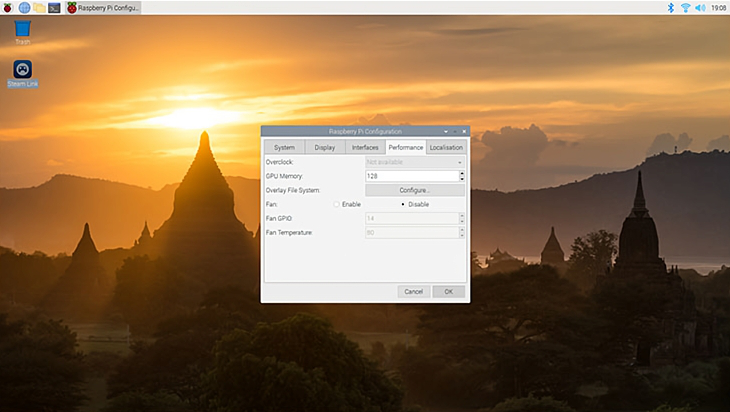 Raspberry Pi Configu...
19:08
Trash
Steam Link
Raspberry Pi Configuration
System Display Interfaces Performance Localisation
Overclock: Not available
GPU Memory: 128
Overlay File System: Configure...
Fan: Enable Disable
Fan GPIO: 14
Fan Temperature: 80
Cancel OK